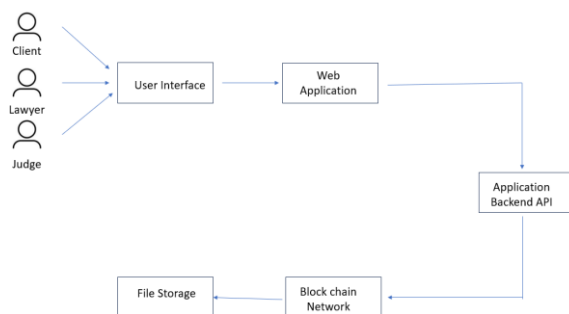 Client
Lawyer
Judge
User Interface
Web
Application
Application
Backend API
Block chain
Network
File Storage